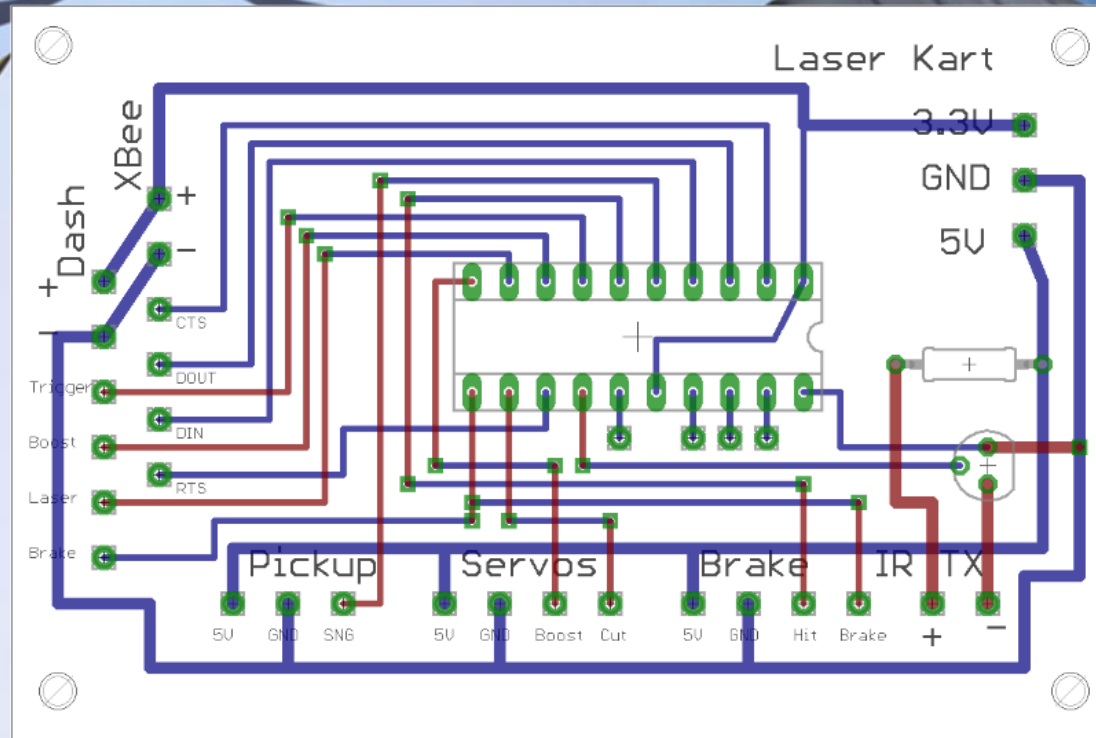 Laser Kart
3.3V
GND
5V
XBee
Dash
+
-
+
-
CTS
DOUT
DIN
RTS
Trigger
Boost
Laser
Brake
Pickup
Servos
Brake
IR TX
5V GND SNG
5V GND Boost Cut
5V GND Hit Brake
+ -